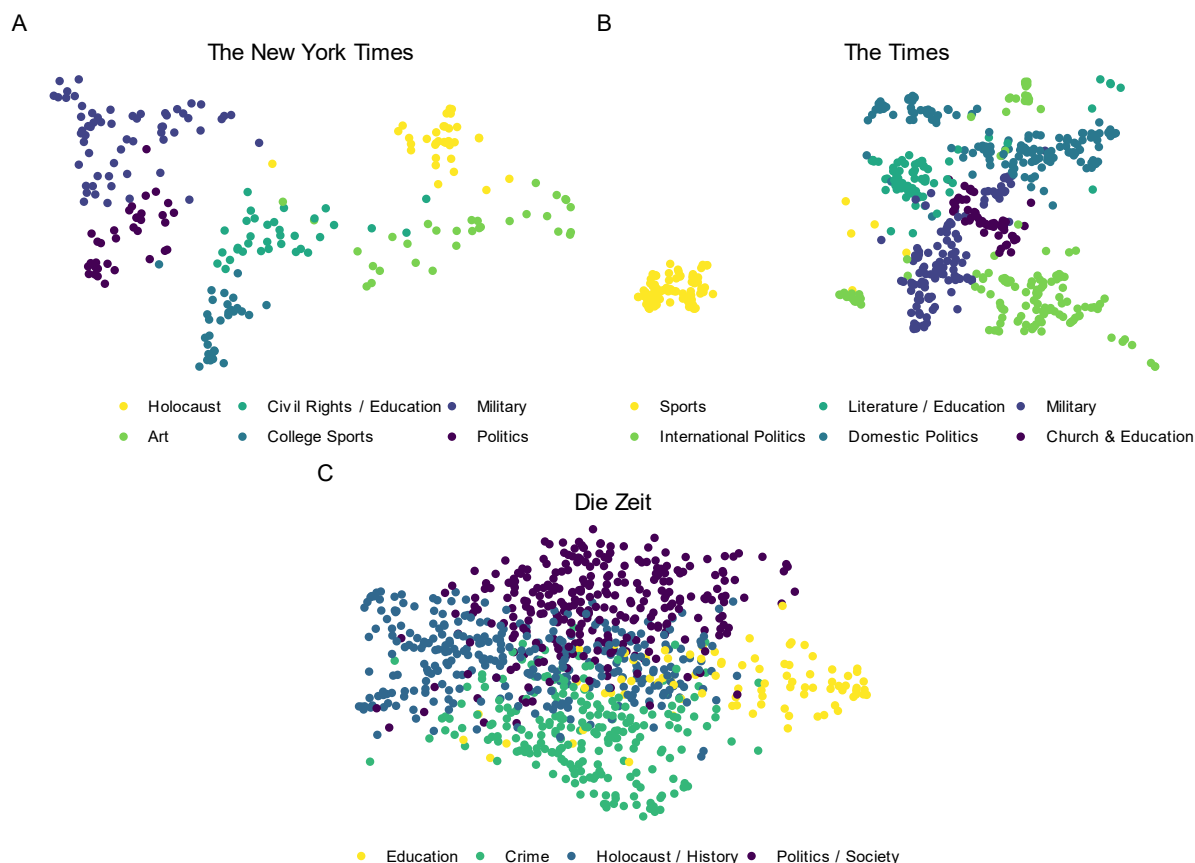 A
The New York Times
Holocaust Civil Rights / Education Military
Art College Sports Politics
B
The Times
Sports Literature / Education Military
International Politics Domestic Politics Church & Education
C
Die Zeit
Education Crime Holocaust / History Politics / Society